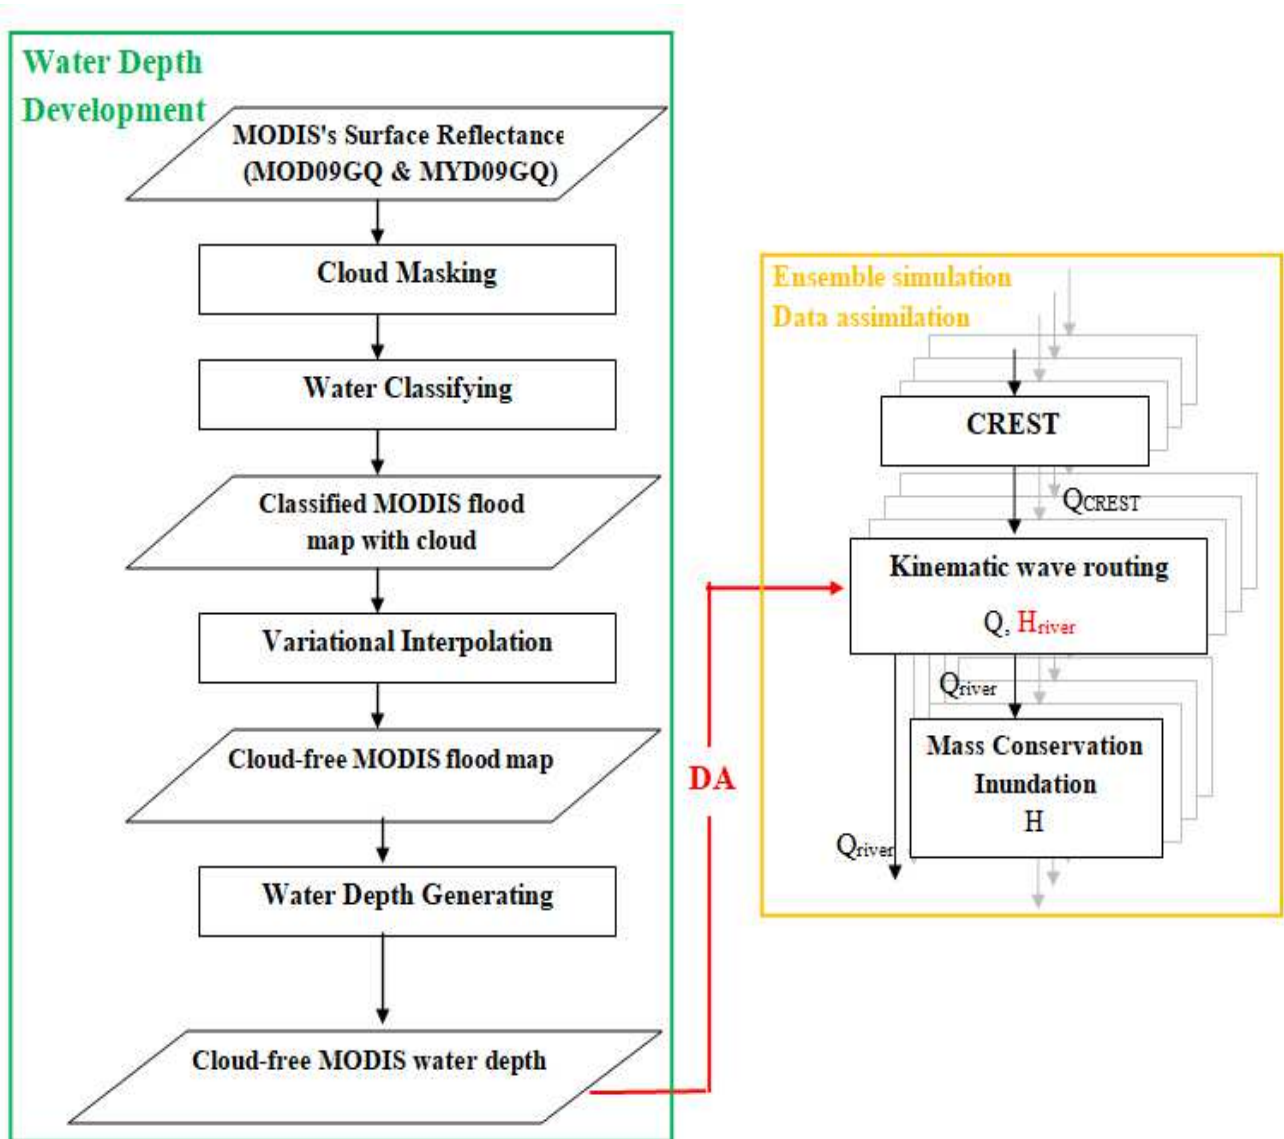 Water Depth
Development
MODIS's Surface Reflectance
(MOD09GQ & MYD09GQ)
Cloud Masking
Water Classifying
Classified MODIS flood
map with cloud
Variational Interpolation
Cloud-free MODIS flood map
Water Depth Generating
Cloud-free MODIS water depth
DA
Ensemble simulation
Data assimilation
CREST
QCREST
Kinematic wave routing
Q, Hriver
Qriver
Mass Conservation
Inundation
H
Qriver